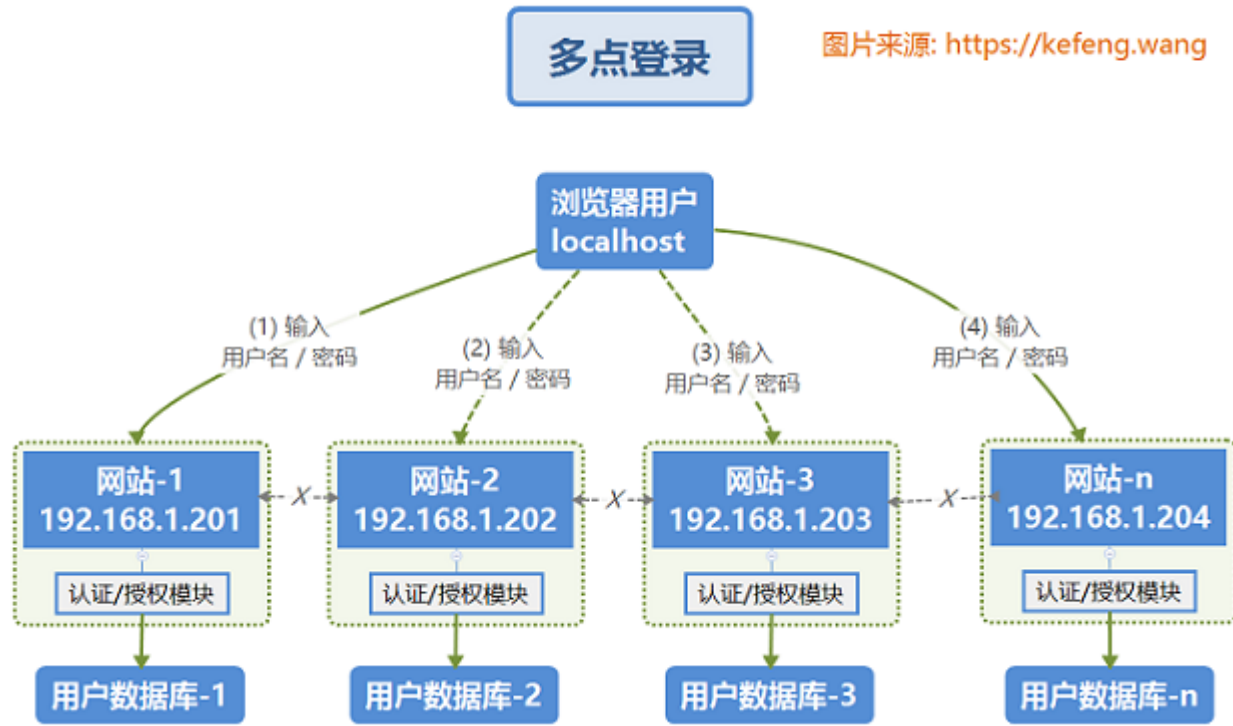 多点登录
图片来源: https://kefeng.wang
浏览器用户
localhost
(1) 输入
用户名 / 密码
(2) 输入
用户名 / 密码
(3) 输入
用户名 / 密码
(4) 输入
用户名 / 密码
网站-1
192.168.1.201
X
网站-2
192.168.1.202
X
网站-3
192.168.1.203
X
网站-n
192.168.1.204
认证/授权模块
认证/授权模块
认证/授权模块
认证/授权模块
用户数据库-1
用户数据库-2
用户数据库-3
用户数据库-n